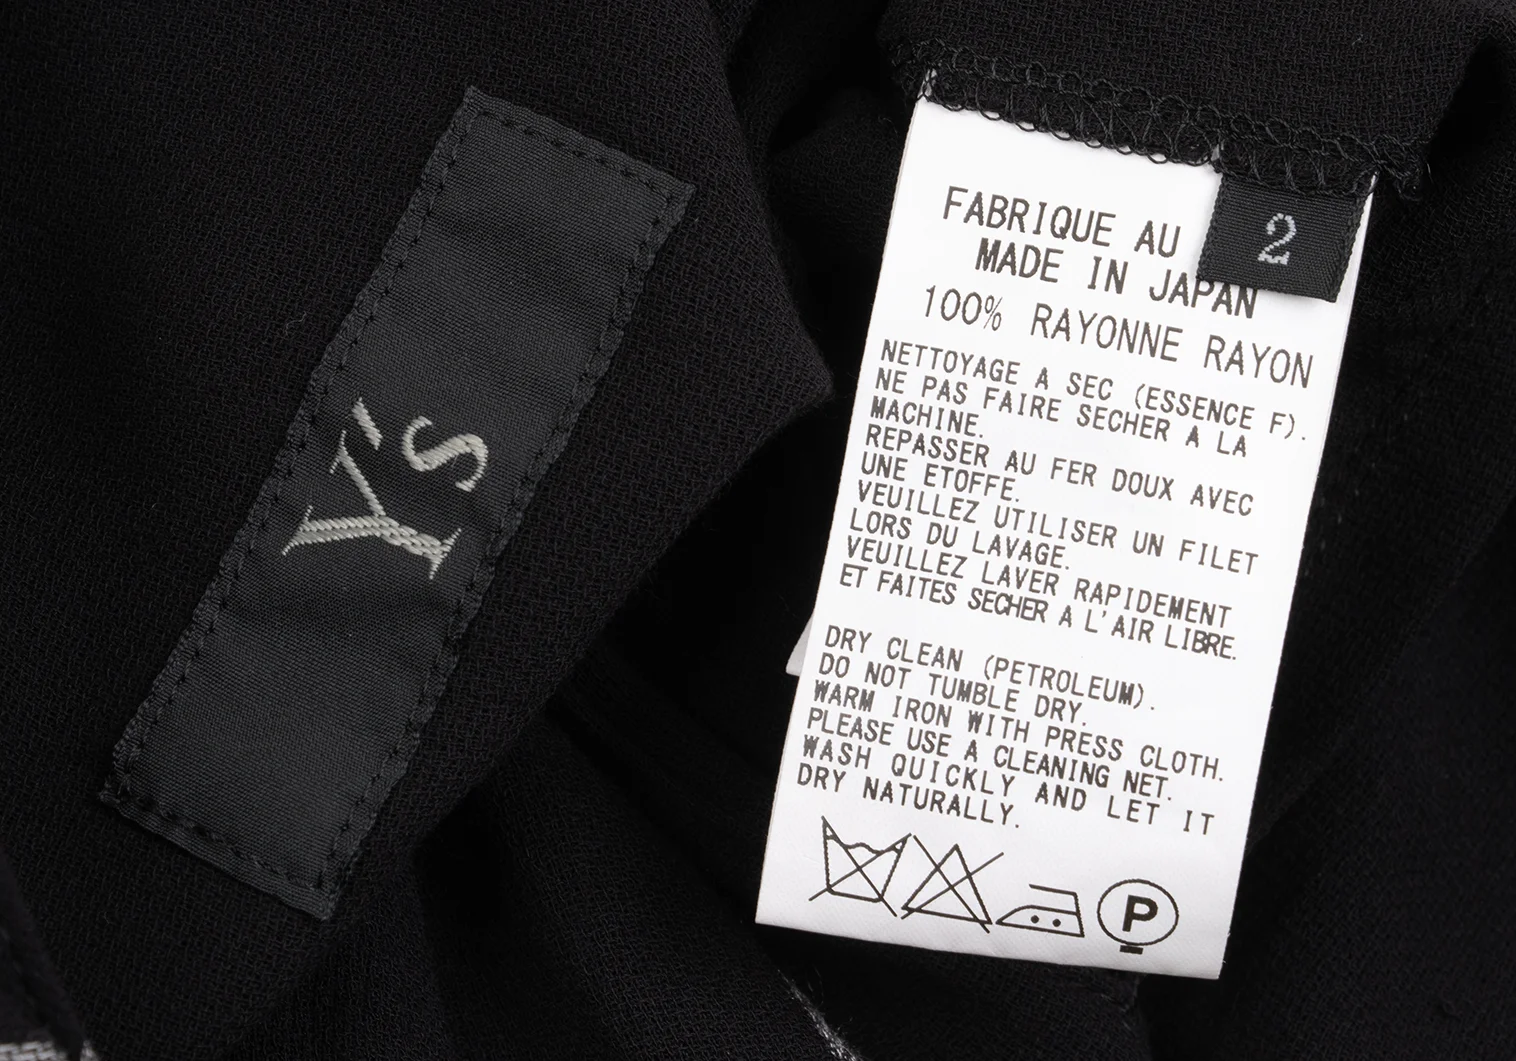 Y's
2
FABRIQUE AU
MADE IN JAPAN
100% RAYONNE RAYON
NETTOYAGE A SEC (ESSENCE F).
NE PAS FAIRE SECHER A LA
MACHINE.
REPASSER AU FER DOUX AVEC
UNE ETOFFE.
VEUILLEZ UTILISER UN FILET
LORS DU LAVAGE.
VEUILLEZ LAVER RAPIDEMENT
ET FAITES SECHER A L'AIR LIBRE.
DRY CLEAN (PETROLEUM).
DO NOT TUMBLE DRY.
WARM IRON WITH PRESS CLOTH.
PLEASE USE A CLEANING NET.
WASH QUICKLY AND LET IT
DRY NATURALLY.
P